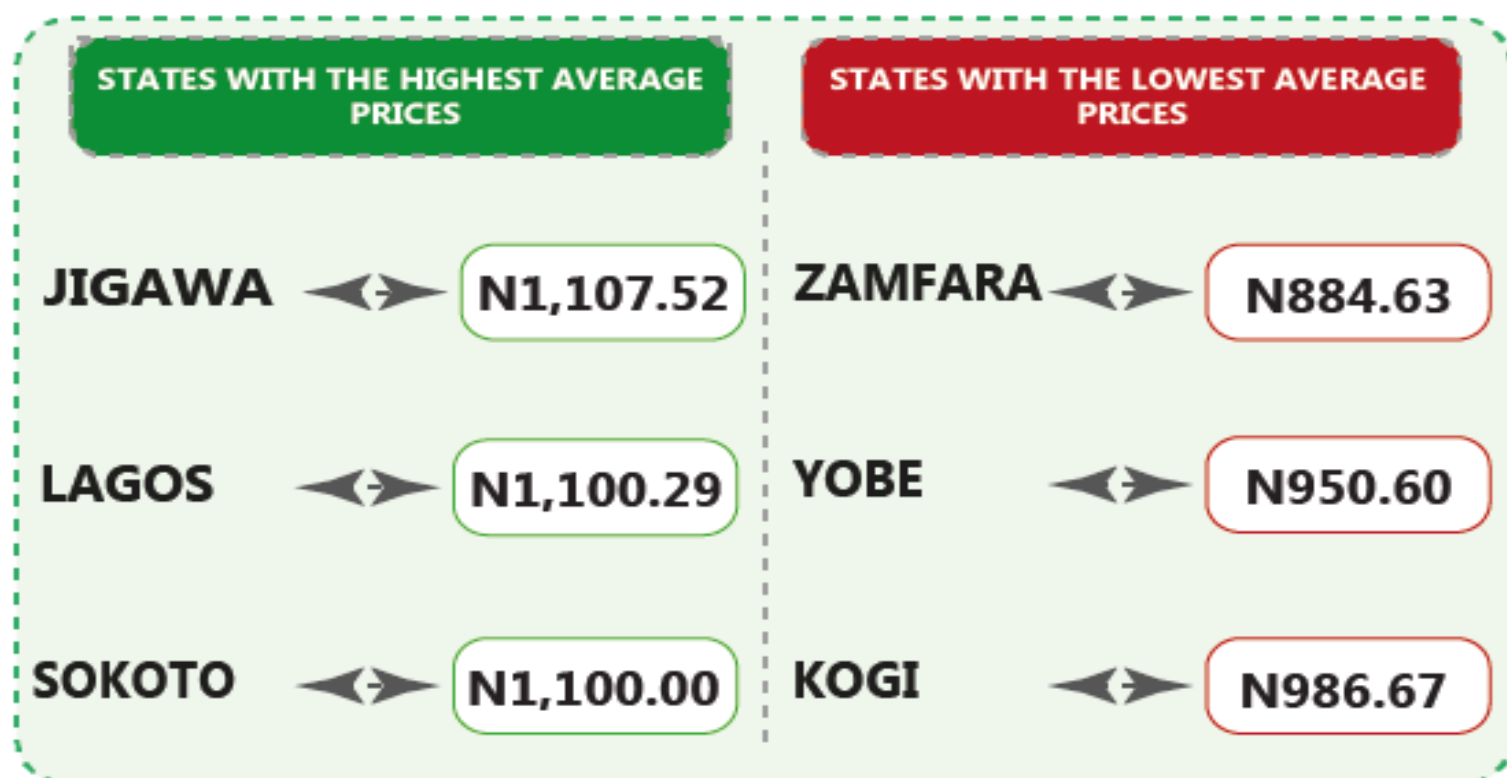 STATES WITH THE HIGHEST AVERAGE
PRICES
JIGAWA N1,107.52
LAGOS N1,100.29
SOKOTO N1,100.00
STATES WITH THE LOWEST AVERAGE
PRICES
ZAMFARA N884.63
YOBE N950.60
KOGI N986.67